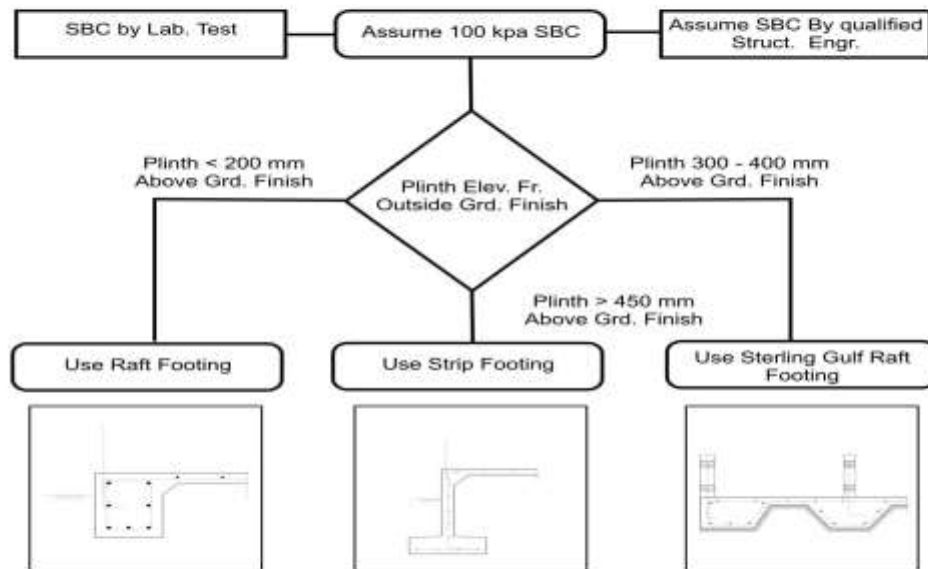 SBC by Lab. Test
Assume 100 kpa SBC
Assume SBC By qualified
Struct. Engr.
Plinth < 200 mm
Above Grd. Finish
Plinth Elev. Fr.
Outside Grd. Finish
Plinth 300 - 400 mm
Above Grd. Finish
Plinth > 450 mm
Above Grd. Finish
Use Raft Footing
Use Strip Footing
Use Sterling Gulf Raft
Footing